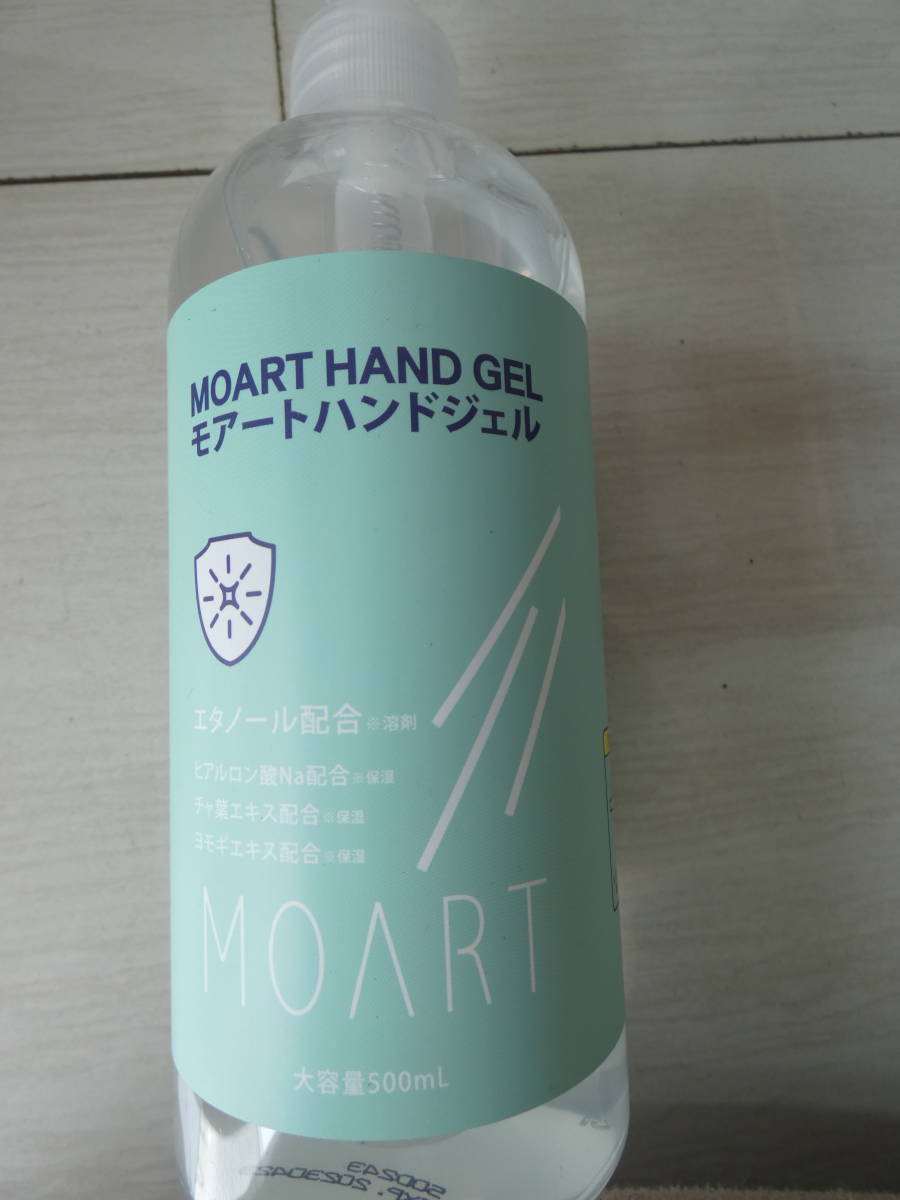 MOART HAND GEL
モアートハンドジェル
エタノール配合※溶剤
ヒアルロン酸Na配合※保湿
チャ葉エキス配合※保湿
ヨモギエキス配合※保湿
MOART
大容量500mL